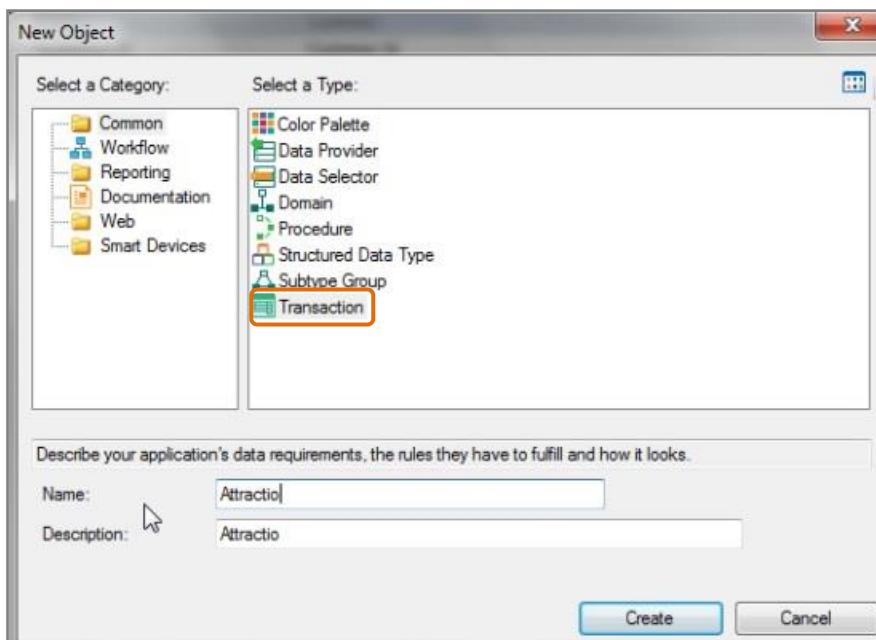 New Object
Select a Category:
Select a Type:
Common
Workflow
Reporting
Documentation
Web
Smart Devices
Color Palette
Data Provider
Data Selector
Domain
Procedure
Structured Data Type
Subtype Group
Transaction
Describe your application's data requirements, the rules they have to fulfill and how it looks.
Name:
Attractio
Description:
Attractio
Create
Cancel